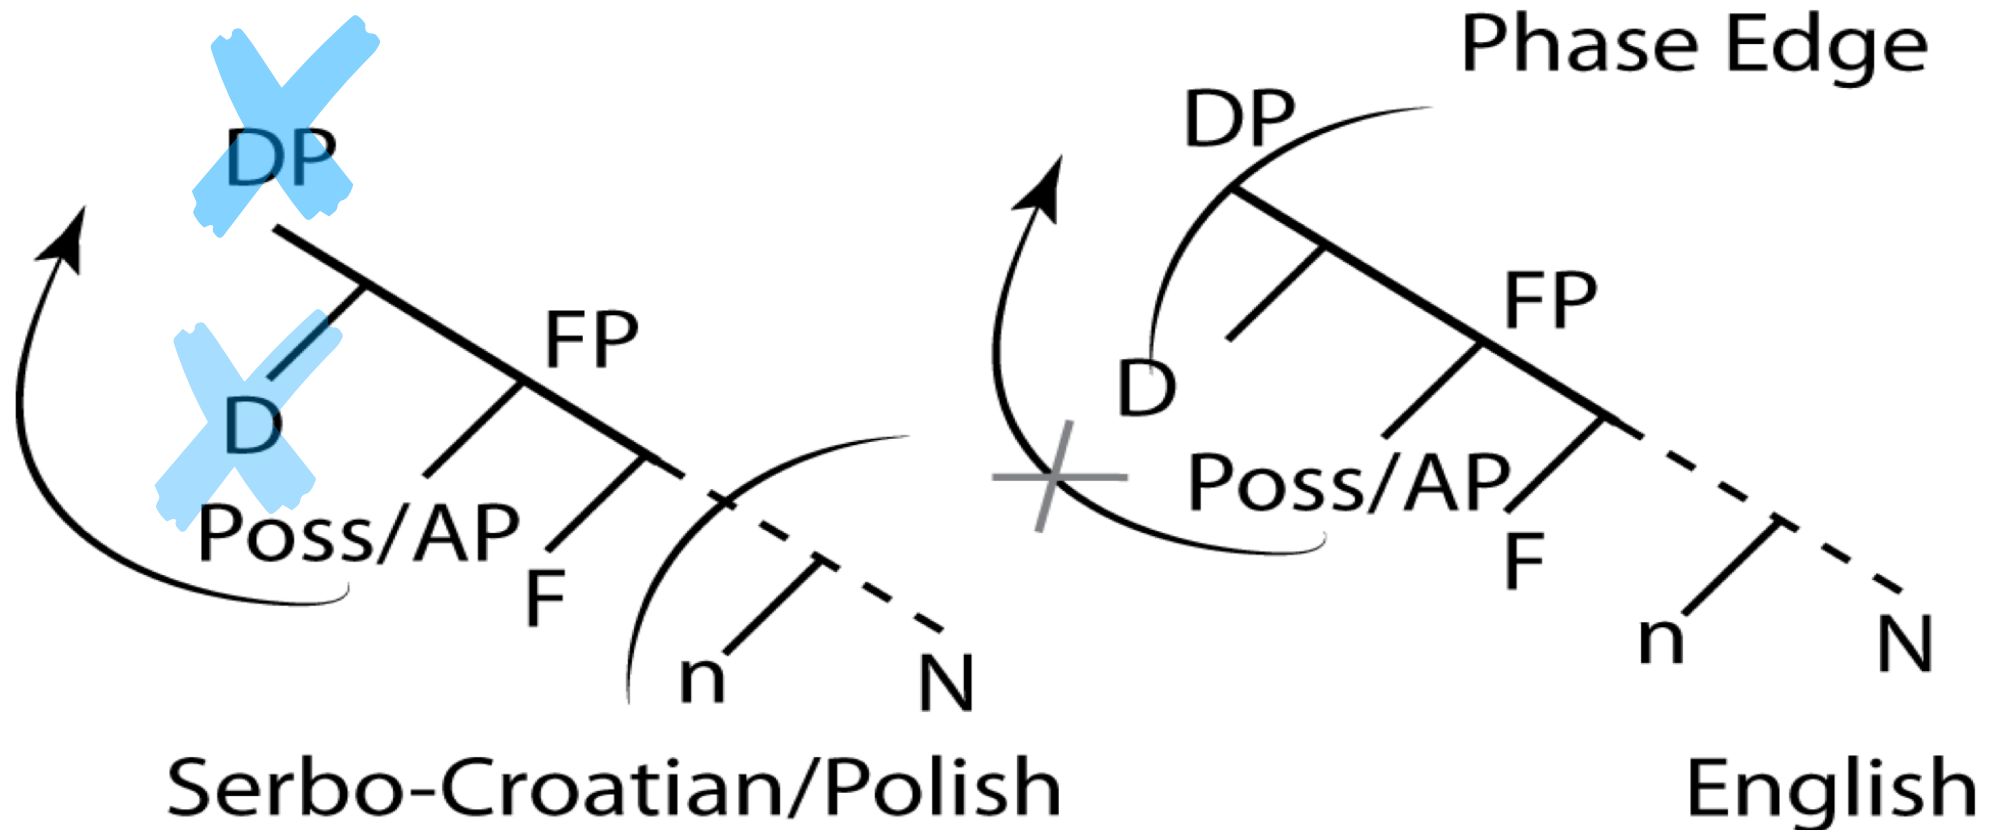 Phase Edge
DP
DP
FP
FP
D
D
Poss/AP
Poss/AP
F
F
n
N
n
N
Serbo-Croatian/Polish
English